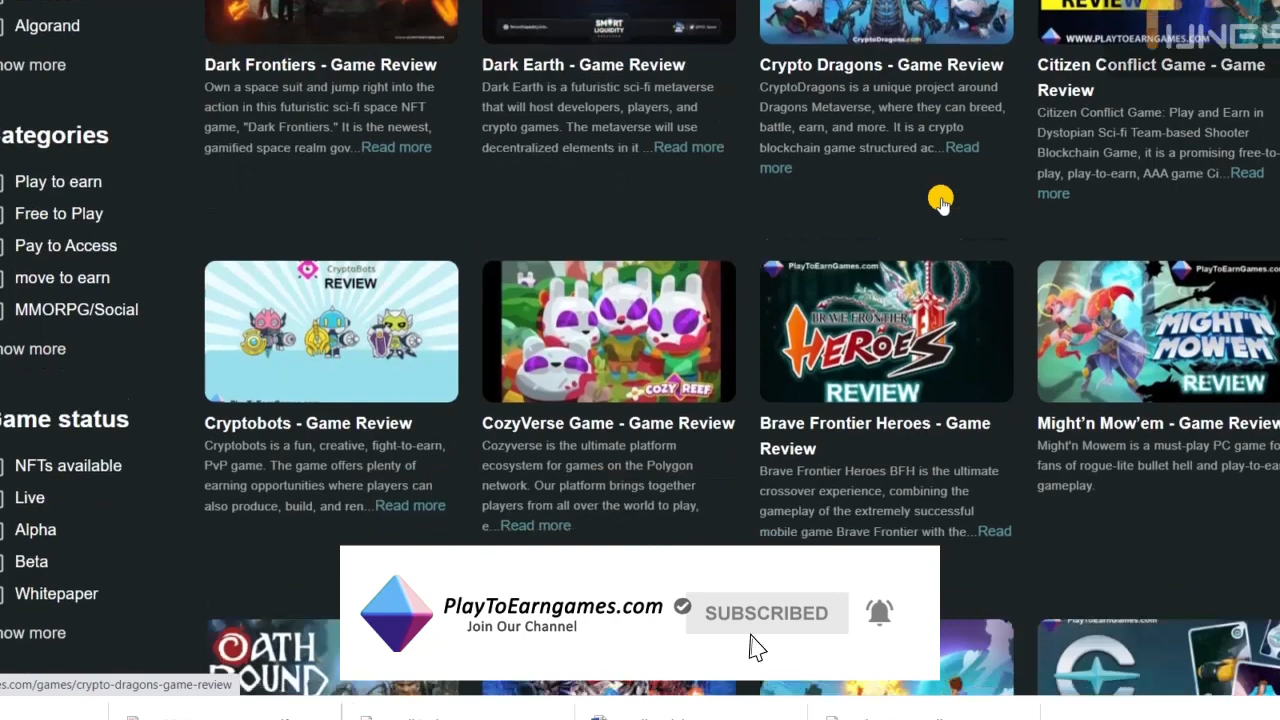 Algorand
how more
ategories
Play to earn
Free to Play
Pay to Access
move to earn
MMORPG/Social
how more
ame status
NFTs available
Live
Alpha
Beta
Whitepaper
how more
Dark Frontiers - Game Review
Own a space suit and jump right into the
action in this futuristic sci-fi space NFT
game, "Dark Frontiers." It is the newest,
gamified space realm gov...Read more
SMART
LIQUIDITY
Dark Earth - Game Review
Dark Earth is a futuristic sci-fi metaverse
that will host developers, players, and
crypto games. The metaverse will use
decentralized elements in it ...Read more
CryptoDragons.com
Crypto Dragons - Game Review
CryptoDragons is a unique project around
Dragons Metaverse, where they can breed,
battle, earn, and more. It is a crypto
blockchain game structured ac...Read
more
REVIEW
WWW.PLAYTOEARNGAMES.COM
Citizen Conflict Game - Game
Review
Citizen Conflict Game: Play and Earn in
Dystopian Sci-fi Team-based Shooter
Blockchain Game, it is a promising free-to-
play, play-to-earn, AAA game Ci...Read
more
CryptoBots
REVIEW
Cryptobots - Game Review
Cryptobots is a fun, creative, fight-to-earn,
PvP game. The game offers plenty of
earning opportunities where players can
also produce, build, and ren...Read more
COZY REEF
CozyVerse Game - Game Review
Cozyverse is the ultimate platform
ecosystem for games on the Polygon
network. Our platform brings together
players from all over the world to play,
e...Read more
PlayToEarnGames.com
BRAVE FRONTIER
HEROES
REVIEW
Brave Frontier Heroes - Game
Review
Brave Frontier Heroes BFH is the ultimate
crossover experience, combining the
gameplay of the extremely successful
mobile game Brave Frontier with the...Read
PlayToEarnGames.com
MIGHT'N
MOW'EM
REVIEW
Might'n Mow'em - Game Review
Might'n Mowem is a must-play PC game fo
fans of rogue-lite bullet hell and play-to-ea
gameplay.
OATH
BOUND
PlayToEarngames.com
Join Our Channel
SUBSCRIBED
es.com/games/crypto-dragons-game-review